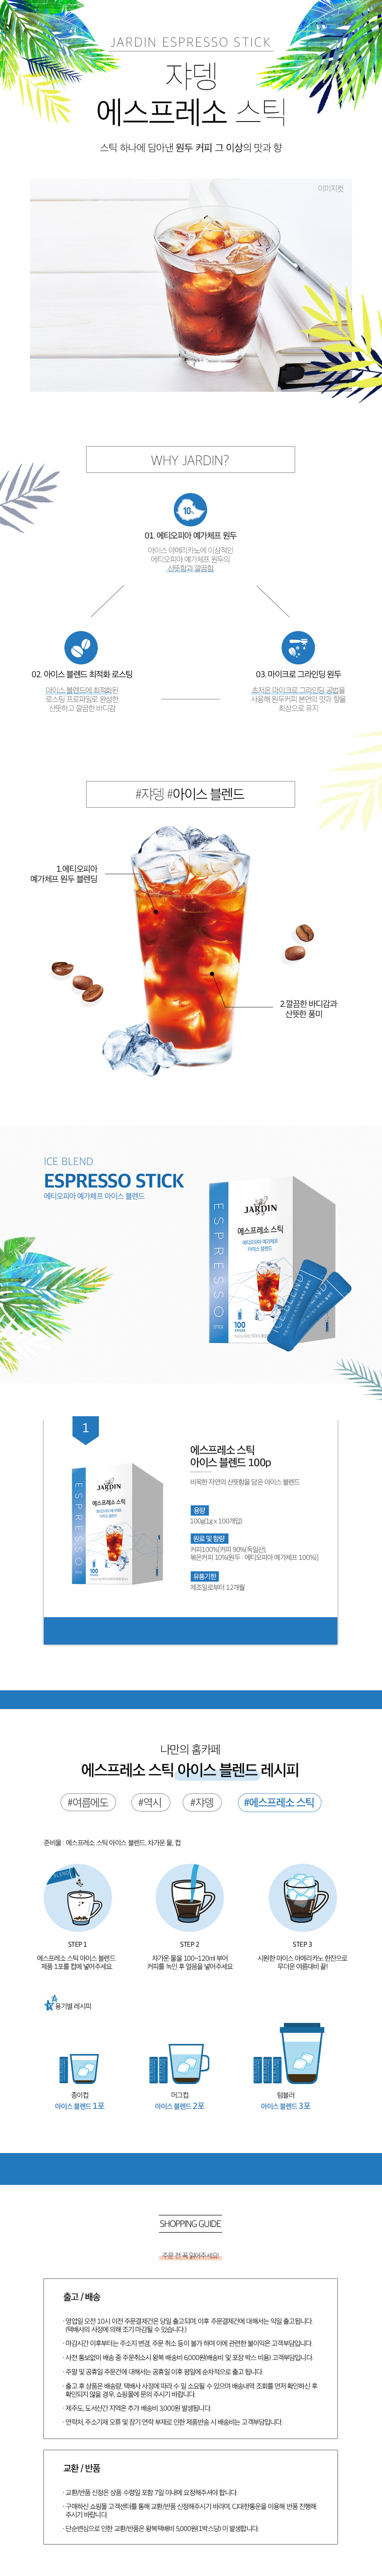 JARDIN ESPRESSO STICK
쟈뎅
에스프레소 스틱
스틱 하나에 담아낸 원두 커피 그 이상의 맛과 향
이미지컷
WHY JARDIN?
10%
01. 에티오피아 예가체프 원두
아이스 아메리카노에 이상적인
에티오피아 예가체프 원두의
산뜻함과 깔끔함
02. 아이스 블렌드 최적화 로스팅
아이스 블렌드에 최적화된
로스팅 프로파일로 완성한
산뜻하고 깔끔한 바디감
03. 마이크로 그라인딩 원두
초저온 마이크로 그라인딩 공법을
사용해 원두커피 본연의 맛과 향을
최상으로 유지
#쟈뎅 #아이스 블렌드
1.에티오피아
예가체프 원두 블렌딩
2.깔끔한 바디감과
산뜻한 풍미
ICE BLEND
ESPRESSO STICK
에티오피아 예가체프 아이스 블렌드
ESPRESSO
STICK
JARDIN
에스프레소 스틱
에티오피아 예가체프
아이스 블렌드
100
ICE BLEND
1
JARDIN
에스프레소 스틱
에티오피아 예가체프
아이스 블렌드
100
ESPRESSO
에스프레소 스틱
아이스 블렌드 100p
비옥한 자연의 산뜻함을 담은 아이스 블렌드
용량
100g(1g x 100개입)
원료 및 함량
커피100%[커피 90%(독일산),
볶은커피 10%(원두 : 에티오피아 예가체프 100%)]
유통기한
제조일로부터 12개월
나만의 홈카페
에스프레소 스틱 아이스 블렌드 레시피
#여름에도 #역시 #쟈뎅 #에스프레소 스틱
준비물 : 에스프레소 스틱 아이스 블렌드, 차가운 물, 컵
STEP 1
에스프레소 스틱 아이스 블렌드
제품 1포를 컵에 넣어주세요.
STEP 2
차가운 물을 100~120ml 부어
커피를 녹인 후 얼음을 넣어주세요
STEP 3
시원한 아이스 아메리카노 한잔으로
무더운 여름대비 끝!
용기별 레시피
종이컵
아이스 블렌드 1포
머그컵
아이스 블렌드 2포
텀블러
아이스 블렌드 3포
SHOPPING GUIDE
주문 전 꼭 읽어주세요!
출고 / 배송
· 영업일 오전 10시 이전 주문결제건은 당일 출고되며, 이후 주문결제건에 대해서는 익일 출고됩니다.
(택배사의 사정에 의해 조기 마감될 수 있습니다.)
· 마감시간 이후부터는 주소지 변경, 주문 취소 등이 불가 하며 이에 관련한 불이익은 고객부담입니다.
· 사전 통보없이 배송 중 주문취소시 왕복 배송비 6,000원(배송비 및 포장 박스 비용) 고객부담입니다.
· 주말 및 공휴일 주문건에 대해서는 공휴일 이후 평일에 순차적으로 출고 됩니다.
· 출고 후 상품은 배송량, 택배사 사정에 따라 수 일 소요될 수 있으며 배송내역 조회를 먼저 확인하신 후
확인되지 않을 경우, 쇼핑몰에 문의 주시기 바랍니다.
· 제주도, 도서산간 지역은 추가 배송비 3,000원 발생됩니다.
· 연락처, 주소기재 오류 및 장기 연락 부재로 인한 제품반송 시 배송비는 고객부담입니다.
교환 / 반품
· 교환/반품 신청은 상품 수령일 포함 7일 이내에 요청해주셔야 합니다.
· 구매하신 쇼핑몰 고객센터를 통해 교환/반품 신청해주시기 바라며, CJ대한통운을 이용해 반품 진행해
주시기 바랍니다.
· 단순변심으로 인한 교환/반품은 왕복택배비 5,000원(1박스당) 이 발생합니다.